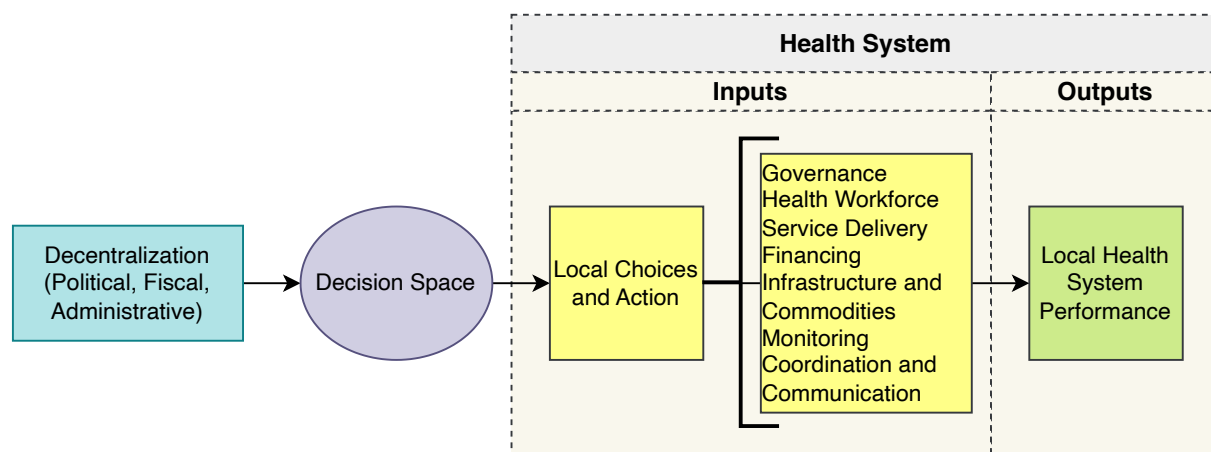 Health System
Inputs
Outputs
Decentralization
(Political, Fiscal,
Administrative)
Decision Space
Local Choices
and Action
Governance
Health Workforce
Service Delivery
Financing
Infrastructure and
Commodities
Monitoring
Coordination and
Communication
Local Health
System
Performance